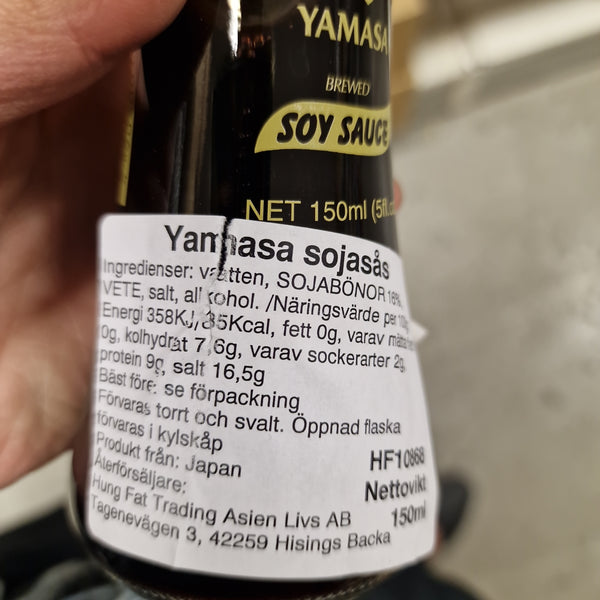 YAMASA
BREWED
SOY SAUCE
NET 150ml (5fl.
Yamasa sojasås
Ingredienser: vatten, SOJABÖNOR 16%,
VETE, salt, alkohol. /Näringsvärde per
Energi 358KJ/85Kcal, fett 0g, varav
0g, kolhydrat 7,6g, varav sockerarter 2g,
protein 9g, salt 16,5g
Bäst före: se förpackning
Förvaras torrt och svalt. Öppnad flaska
förvaras i kylskåp
Produkt från: Japan
HF10868
Återförsäljare:
Nettovikt
Hung Fat Trading Asien Livs AB
150ml
Tagenevägen 3, 42259 Hisings Backa